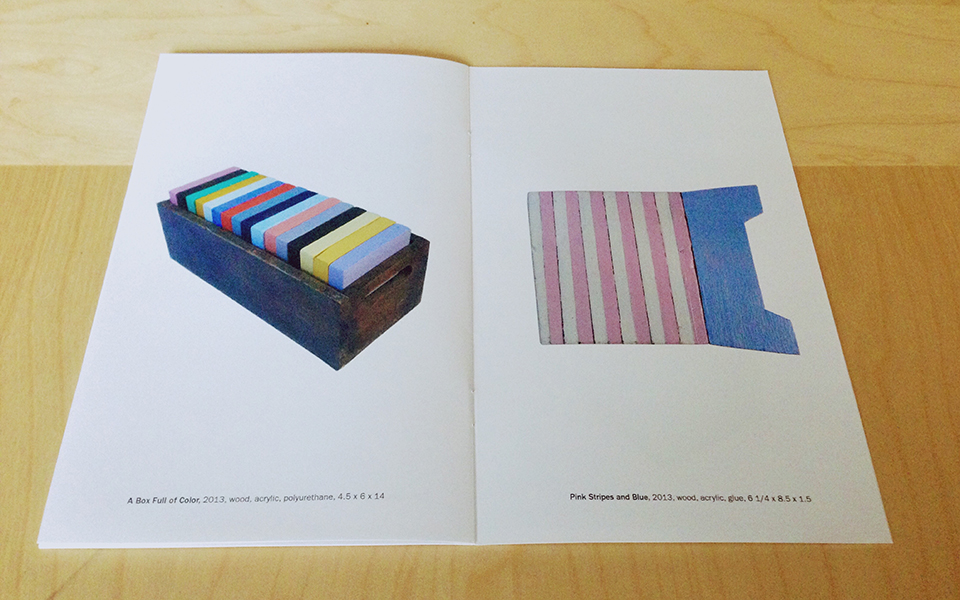 A Box Full of Color, 2013, wood, acrylic, polyurethane, 4.5 x 6 x 14
Pink Stripes and Blue, 2013, wood, acrylic, glue, 6 1/4 x 8.5 x 1.5